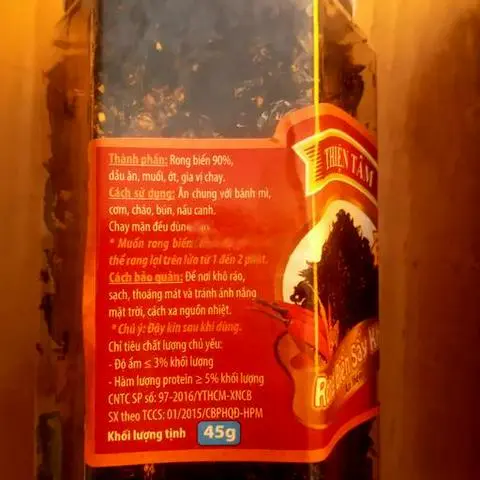 Thành phần: Rong biển 90%,
dầu ăn, muối, ớt, gia vị chay.
Cách sử dụng: Ăn chung với bánh mì,
cơm, cháo, bún, nấu canh.
Chay mặn đều dùng
* Muốn rong biển
thể rang lại trên lửa từ 1 đến 2 phút.
Cách bảo quản: Để nơi khô ráo,
sạch, thoáng mát và tránh ánh nắng
mặt trời, cách xa nguồn nhiệt.
* Chú ý: Đậy kín sau khi dùng.
Chỉ tiêu chất lượng chủ yếu:
- Độ ẩm ≤ 3% khối lượng
- Hàm lượng protein ≥ 5% khối lượng
CNTC SP số: 97-2016/YTHCM-XNCB
SX theo TCCS: 01/2015/CBPHQĐ-HPM
Khối lượng tịnh 45g
THIỆN TÂM